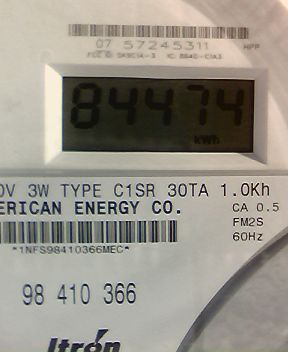 07 57245311
84474
kWh
0V 3W TYPE C1SR 30TA 1.0Kh
ERICAN ENERGY CO.
CA 0.5
FM2S
60Hz
*1NFS98410366MEC*
98 410 366
Itrón